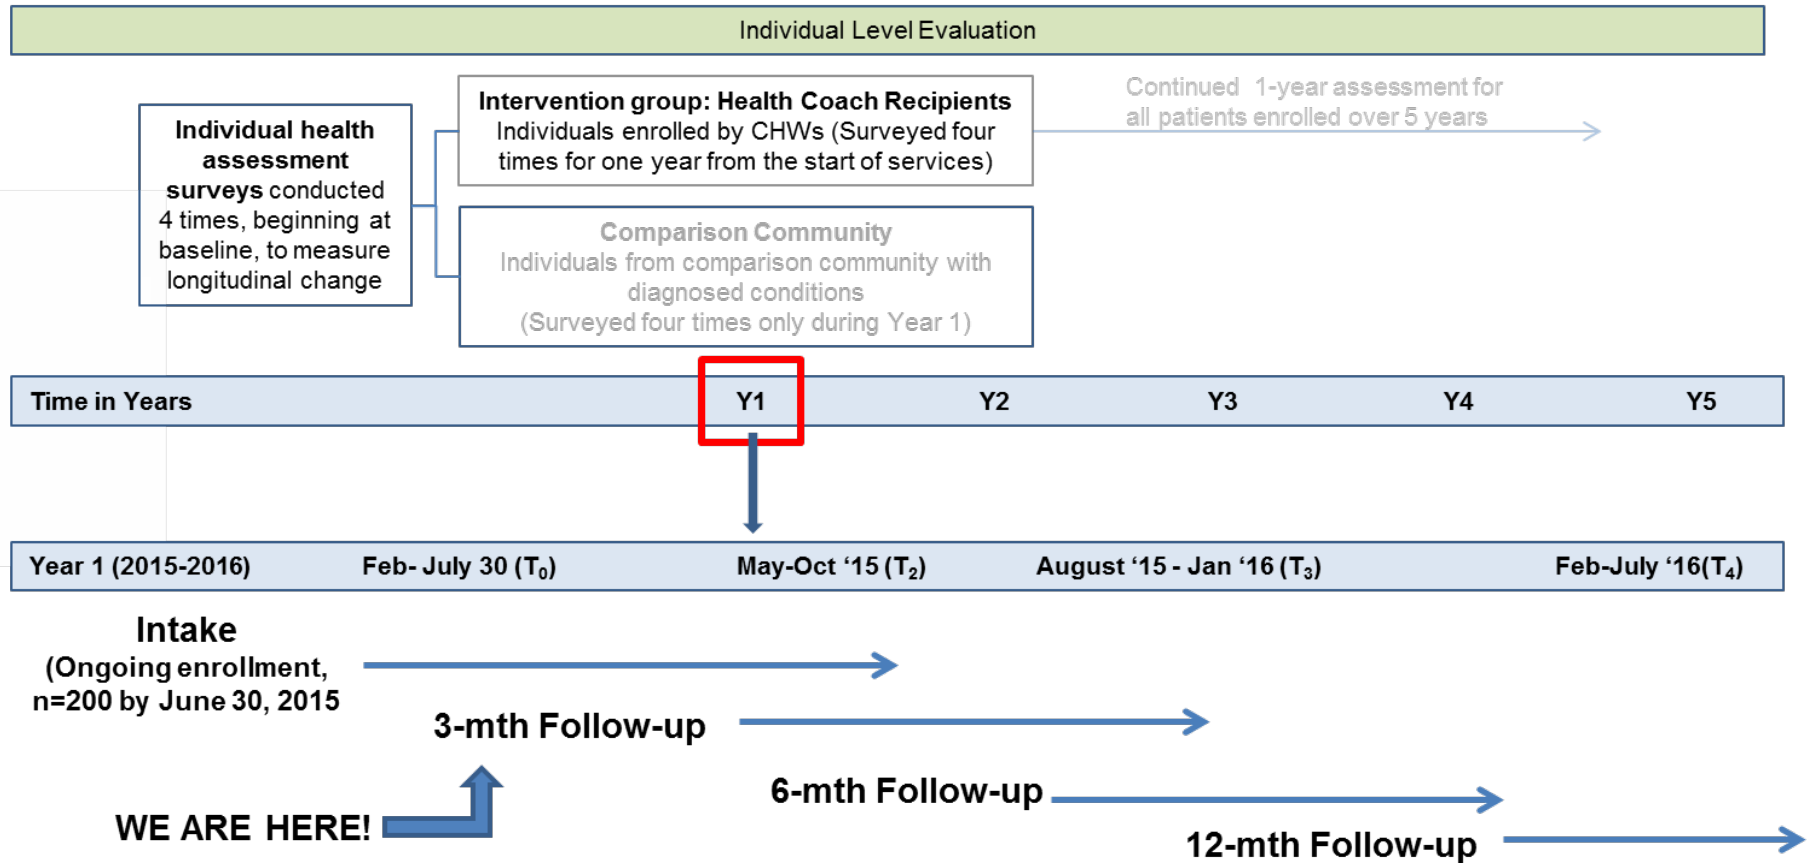 Individual Level Evaluation
Individual health
assessment
surveys conducted
4 times, beginning at
baseline, to measure
longitudinal change
Intervention group: Health Coach Recipients
Individuals enrolled by CHWs (Surveyed four
times for one year from the start of services)
Continued 1-year assessment for
all patients enrolled over 5 years
Comparison Community
Individuals from comparison community with
diagnosed conditions
(Surveyed four times only during Year 1)
Time in Years Y1 Y2 Y3 Y4 Y5
Year 1 (2015-2016) Feb- July 30 (T₀) May-Oct ‘15 (T₂) August ‘15 - Jan ‘16 (T₃) Feb-July ‘16(T₄)
Intake
(Ongoing enrollment,
n=200 by June 30, 2015
3-mth Follow-up
6-mth Follow-up
WE ARE HERE!
12-mth Follow-up